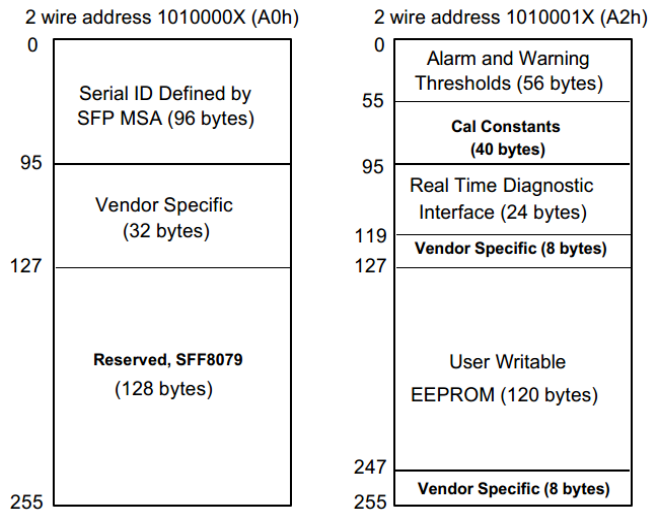 2 wire address 1010000X (A0h)
0
Serial ID Defined by
SFP MSA (96 bytes)
95
Vendor Specific
(32 bytes)
127
Reserved, SFF8079
(128 bytes)
255
2 wire address 1010001X (A2h)
0
Alarm and Warning
Thresholds (56 bytes)
55
Cal Constants
(40 bytes)
95
Real Time Diagnostic
Interface (24 bytes)
119
Vendor Specific (8 bytes)
127
User Writable
EEPROM (120 bytes)
247
Vendor Specific (8 bytes)
255